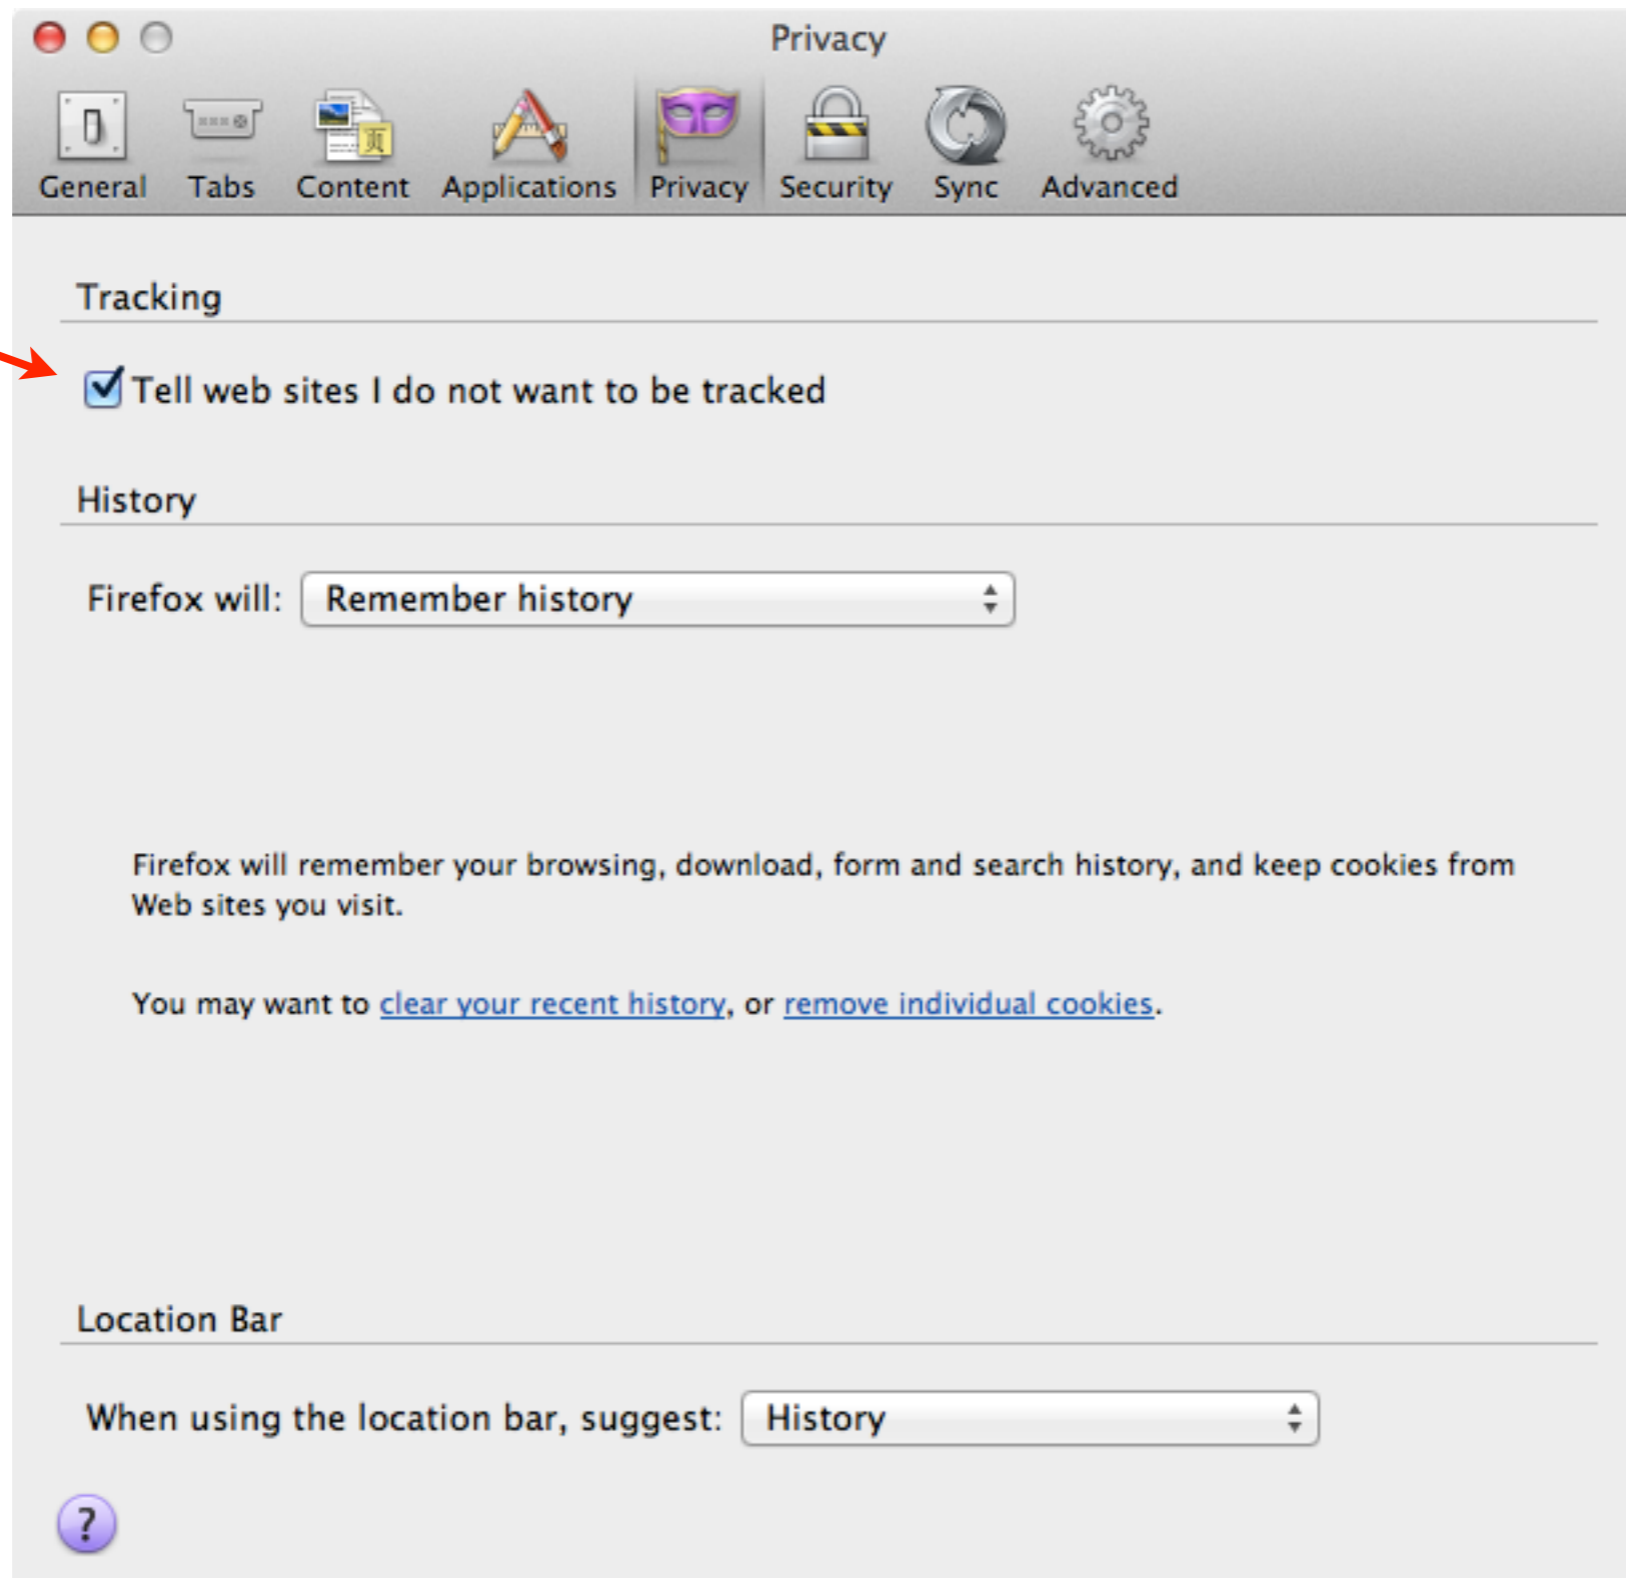 Privacy
General Tabs Content Applications Privacy Security Sync Advanced
Tracking
Tell web sites I do not want to be tracked
History
Firefox will: Remember history
Firefox will remember your browsing, download, form and search history, and keep cookies from
Web sites you visit.
You may want to clear your recent history, or remove individual cookies.
Location Bar
When using the location bar, suggest: History
?